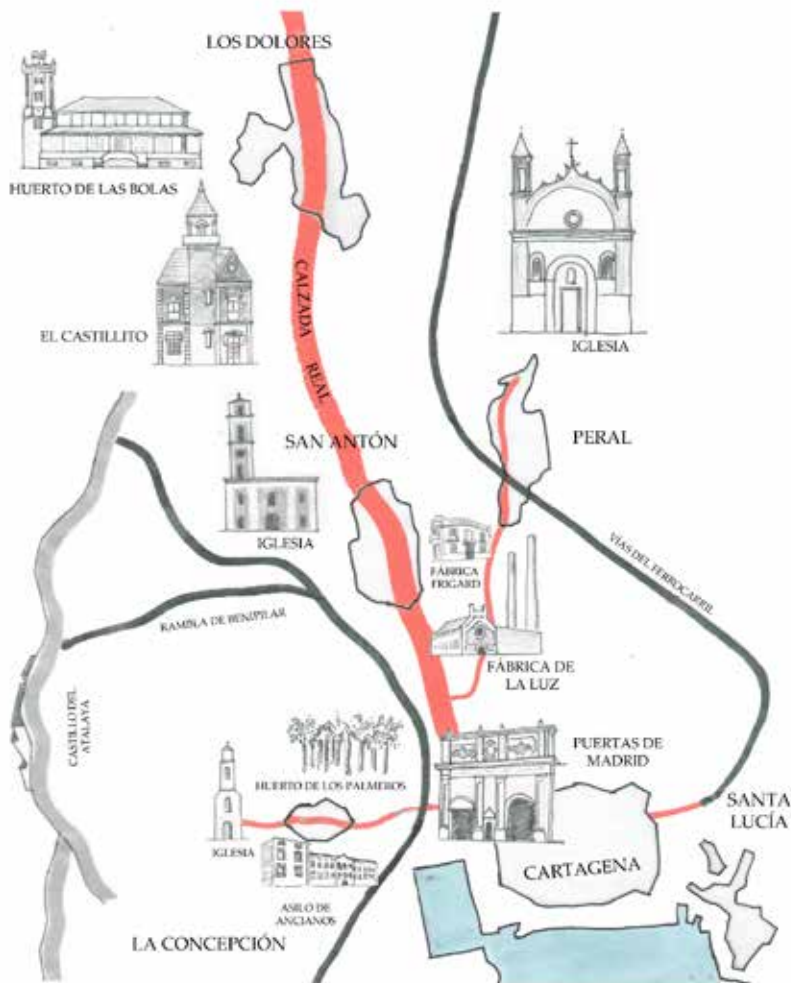 LOS DOLORES
HUERTO DE LAS BOLAS
EL CASTILLITO
CALZADA REAL
IGLESIA
SAN ANTÓN
PERAL
IGLESIA
VÍAS DEL FERROCARRIL
FÁBRICA
FRIGARD
RAMBLA DE BENIPILAR
FÁBRICA DE
LA LUZ
CASTILLO DEL
ATALAYA
PUERTAS DE
MADRID
HUERTO DE LOS PALMEROS
SANTA
LUCÍA
IGLESIA
CARTAGENA
ASILO DE
ANCIANOS
LA CONCEPCIÓN